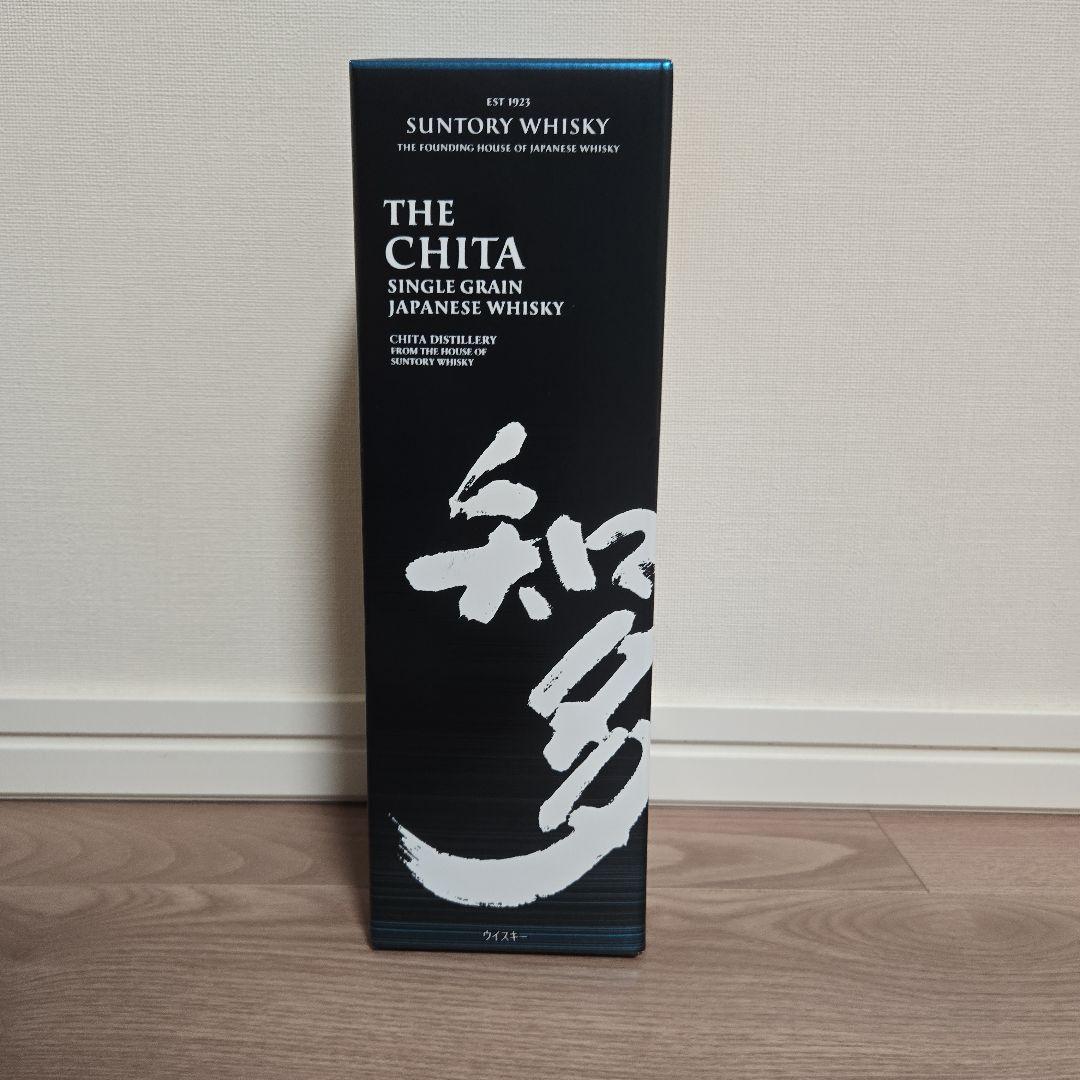 EST 1923
SUNTORY WHISKY
THE FOUNDING HOUSE OF JAPANESE WHISKY
THE
CHITA
SINGLE GRAIN
JAPANESE WHISKY
CHITA DISTILLERY
FROM THE HOUSE OF
SUNTORY WHISKY
知
多
ウイスキー